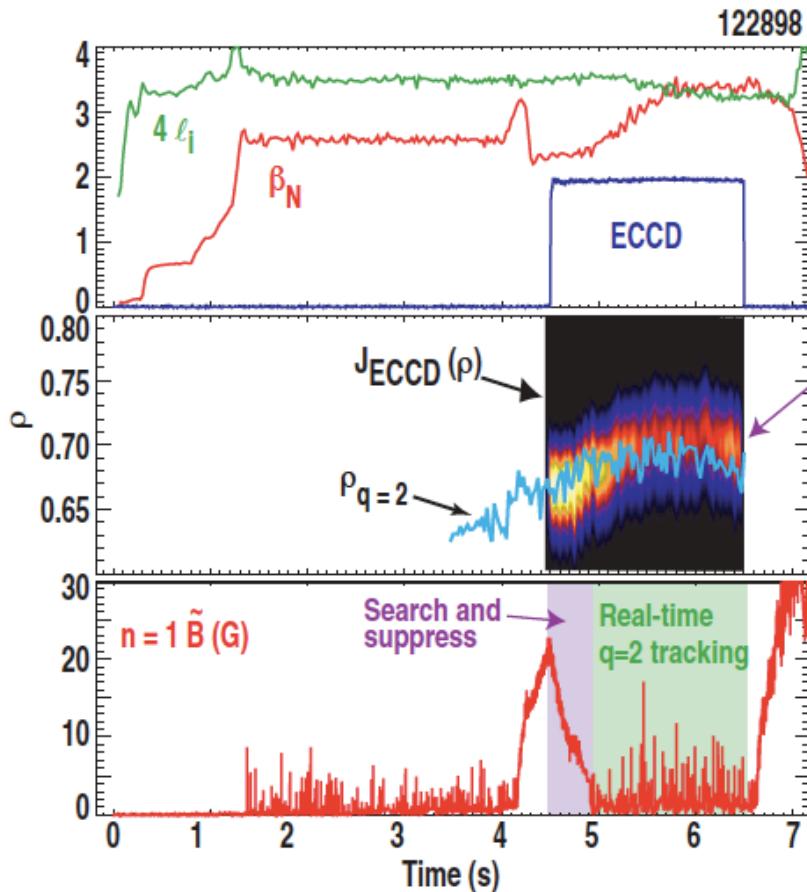 122898
4
3
2
1
0
4 ℓi
βN
ECCD
0.80
0.75
0.70
0.65
ρ
JECCD (ρ)
ρq = 2
30
20
10
0
n = 1 B̃ (G)
Search and
suppress
Real-time
q=2 tracking
0 1 2 3 4 5 6 7
Time (s)